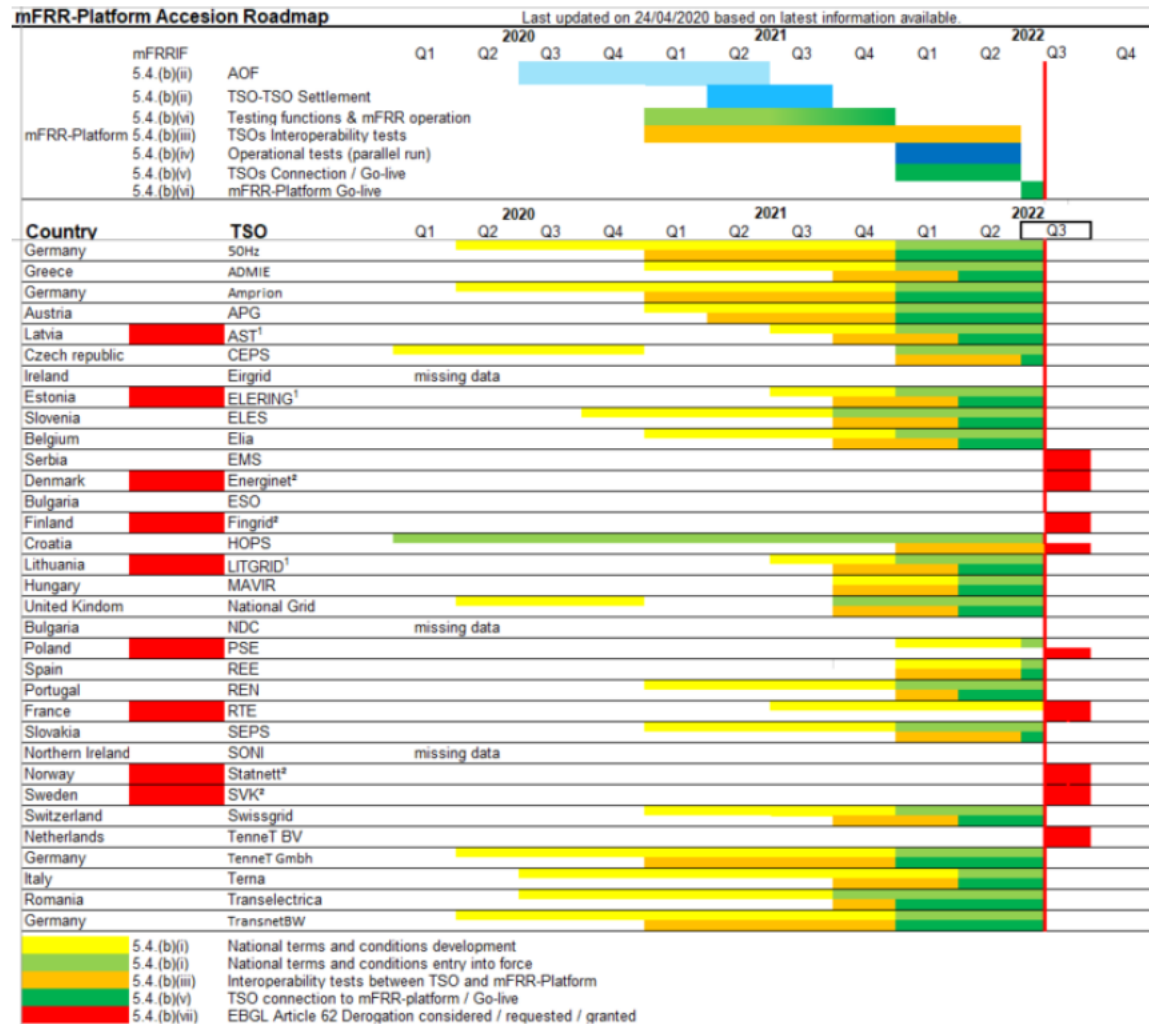 mFRR-Platform Accesion Roadmap Last updated on 24/04/2020 based on latest information available.
2020 2021 2022
mFRRIF Q1 Q2 Q3 Q4 Q1 Q2 Q3 Q4 Q1 Q2 Q3 Q4
5.4.(b)(ii) AOF
5.4.(b)(ii) TSO-TSO Settlement
5.4.(b)(vi) Testing functions & mFRR operation
mFRR-Platform 5.4.(b)(iii) TSOs Interoperability tests
5.4.(b)(iv) Operational tests (parallel run)
5.4.(b)(v) TSOs Connection / Go-live
5.4.(b)(vi) mFRR-Platform Go-live
2020 2021 2022
Country TSO Q1 Q2 Q3 Q4 Q1 Q2 Q3 Q4 Q1 Q2 Q3
Germany 50Hz
Greece ADMIE
Germany Amprion
Austria APG
Latvia AST¹
Czech republic CEPS
Ireland Eirgrid missing data
Estonia ELERING¹
Slovenia ELES
Belgium Elia
Serbia EMS
Denmark Energinet²
Bulgaria ESO
Finland Fingrid²
Croatia HOPS
Lithuania LITGRID¹
Hungary MAVIR
United Kindom National Grid
Bulgaria NDC missing data
Poland PSE
Spain REE
Portugal REN
France RTE
Slovakia SEPS
Northern Ireland SONI missing data
Norway Statnett²
Sweden SVK²
Switzerland Swissgrid
Netherlands TenneT BV
Germany TenneT Gmbh
Italy Terna
Romania Transelectrica
Germany TransnetBW
5.4.(b)(i) National terms and conditions development
5.4.(b)(i) National terms and conditions entry into force
5.4.(b)(iii) Interoperability tests between TSO and mFRR-Platform
5.4.(b)(v) TSO connection to mFRR-platform / Go-live
5.4.(b)(vii) EBGL Article 62 Derogation considered / requested / granted